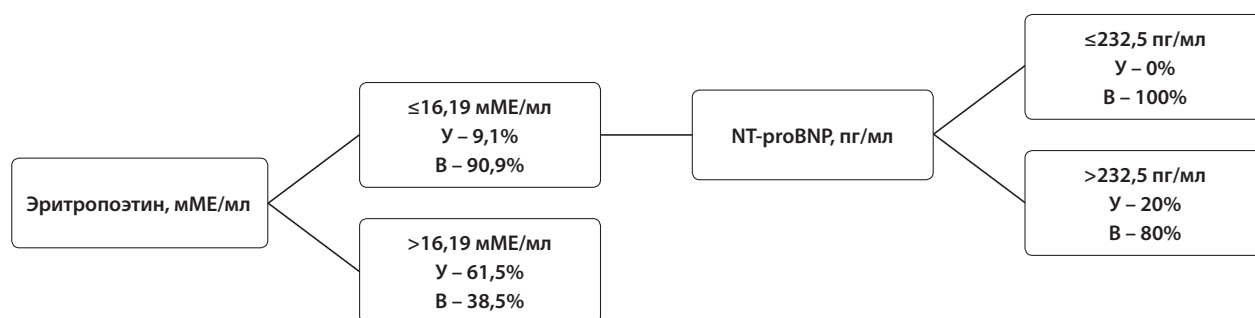 Эритропоэтин, мМЕ/мл
≤16,19 мМЕ/мл
У – 9,1%
В – 90,9%
>16,19 мМЕ/мл
У – 61,5%
В – 38,5%
NT-proBNP, пг/мл
≤232,5 пг/мл
У – 0%
В – 100%
>232,5 пг/мл
У – 20%
В – 80%